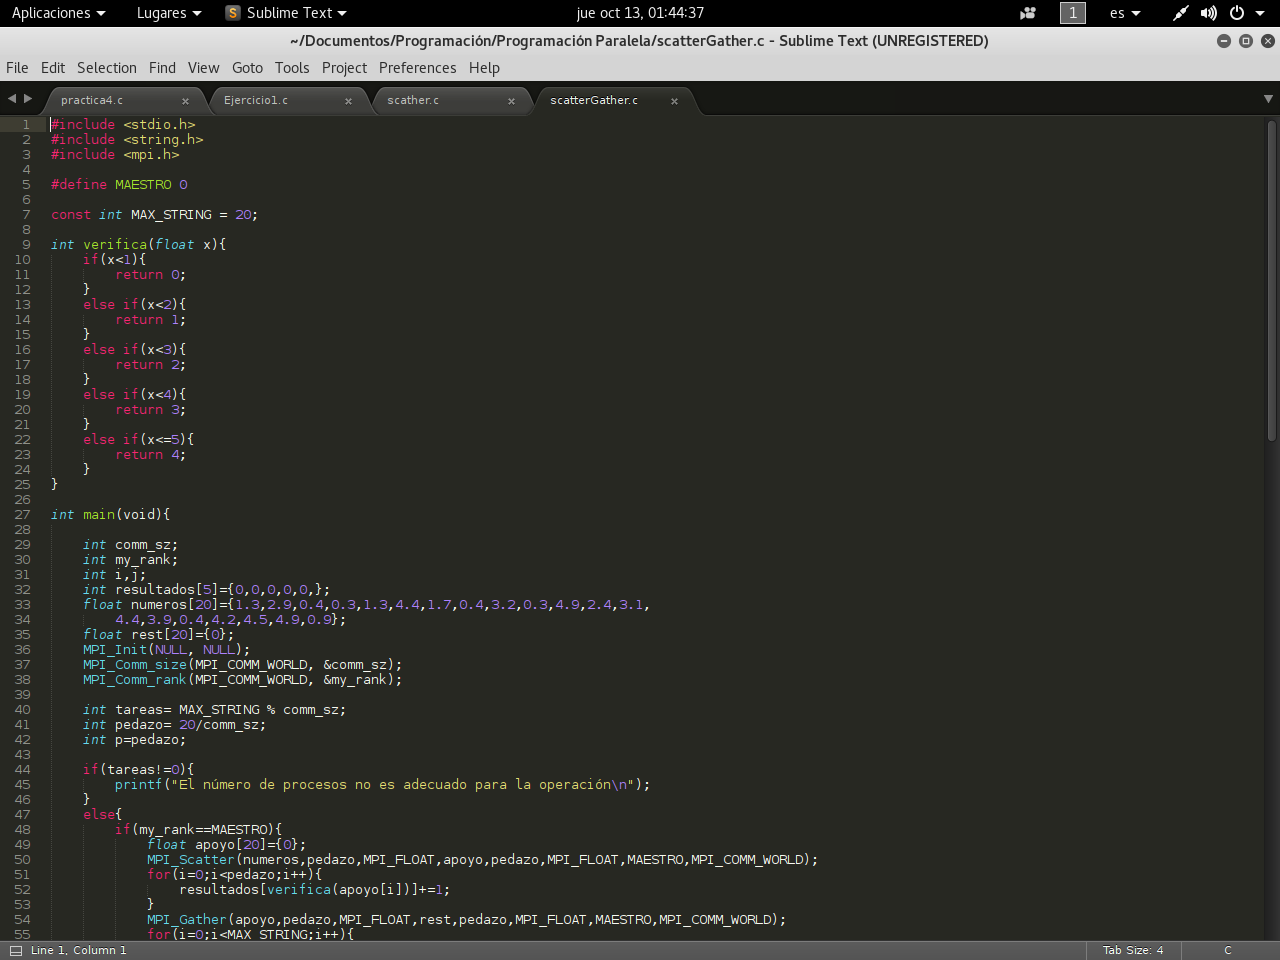 Aplicaciones Lugares Sublime Text jue oct 13, 01:44:37 1 es
~/Documentos/Programación/Programación Paralela/scatterGather.c - Sublime Text (UNREGISTERED)
File Edit Selection Find View Goto Tools Project Preferences Help
practica4.c Ejercicio1.c scather.c scatterGather.c
1 #include <stdio.h>
2 #include <string.h>
3 #include <mpi.h>
4
5 #define MAESTRO 0
6
7 const int MAX_STRING = 20;
8
9 int verifica(float x){
10     if(x<1){
11         return 0;
12     }
13     else if(x<2){
14         return 1;
15     }
16     else if(x<3){
17         return 2;
18     }
19     else if(x<4){
20         return 3;
21     }
22     else if(x<=5){
23         return 4;
24     }
25 }
26
27 int main(void){
28
29     int comm_sz;
30     int my_rank;
31     int i,j;
32     int resultados[5]={0,0,0,0,0,};
33     float numeros[20]={1.3,2.9,0.4,0.3,1.3,4.4,1.7,0.4,3.2,0.3,4.9,2.4,3.1,
34         4.4,3.9,0.4,4.2,4.5,4.9,0.9};
35     float rest[20]={0};
36     MPI_Init(NULL, NULL);
37     MPI_Comm_size(MPI_COMM_WORLD, &comm_sz);
38     MPI_Comm_rank(MPI_COMM_WORLD, &my_rank);
39
40     int tareas= MAX_STRING % comm_sz;
41     int pedazo= 20/comm_sz;
42     int p=pedazo;
43
44     if(tareas!=0){
45         printf("El número de procesos no es adecuado para la operación\n");
46     }
47     else{
48         if(my_rank==MAESTRO){
49             float apoyo[20]={0};
50             MPI_Scatter(numeros,pedazo,MPI_FLOAT,apoyo,pedazo,MPI_FLOAT,MAESTRO,MPI_COMM_WORLD);
51             for(i=0;i<pedazo;i++){
52                 resultados[verifica(apoyo[i])]+=1;
53             }
54             MPI_Gather(apoyo,pedazo,MPI_FLOAT,rest,pedazo,MPI_FLOAT,MAESTRO,MPI_COMM_WORLD);
55             for(i=0;i<MAX_STRING;i++){
Line 1, Column 1 Tab Size: 4 C